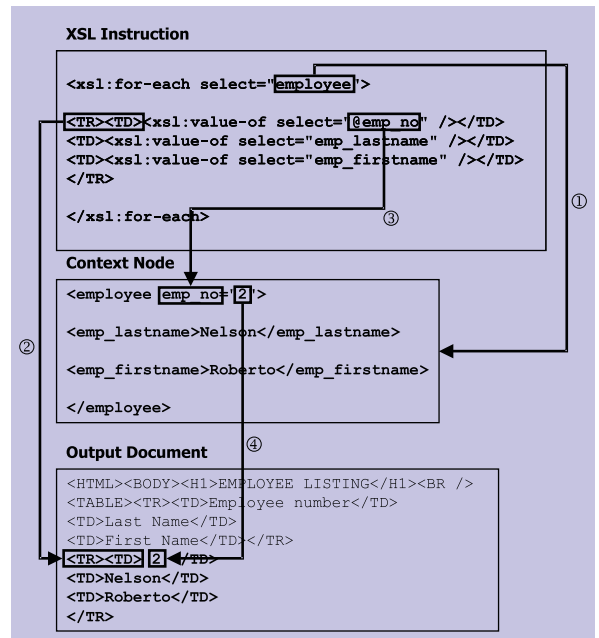 XSL Instruction
<xsl:for-each select="employee">
<TR><TD><xsl:value-of select="@emp_no" /></TD>
<TD><xsl:value-of select="emp_lastname" /></TD>
<TD><xsl:value-of select="emp_firstname" /></TD>
</TR>
</xsl:for-each>
①
③
Context Node
<employee emp_no='2'>
<emp_lastname>Nelson</emp_lastname>
②
<emp_firstname>Roberto</emp_firstname>
</employee>
④
Output Document
<HTML><BODY><H1>EMPLOYEE LISTING</H1><BR />
<TABLE><TR><TD>Employee number</TD>
<TD>Last Name</TD>
<TD>First Name</TD></TR>
<TR><TD> 2 </TD>
<TD>Nelson</TD>
<TD>Roberto</TD>
</TR>